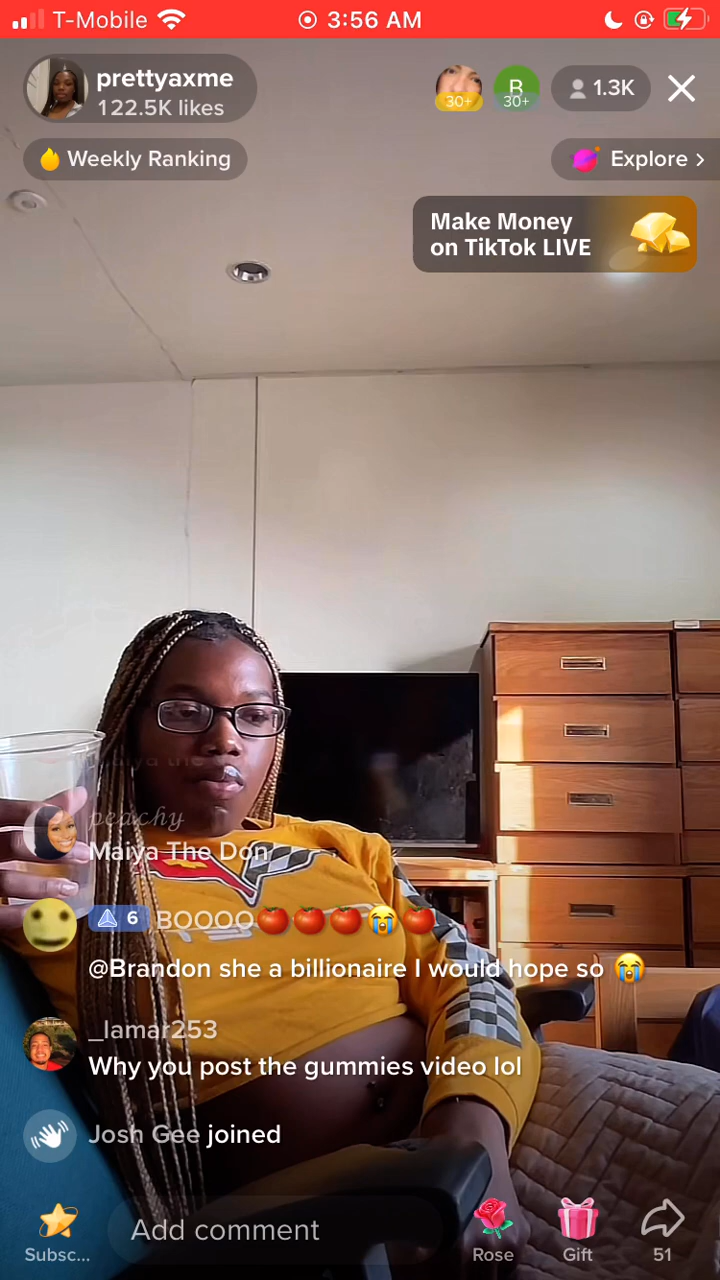 T-Mobile
3:56 AM
prettyaxme
122.5K likes
30+
B
30+
1.3K
Weekly Ranking
Explore >
Make Money
on TikTok LIVE
peachy
Maiya The Don
6 BOOOO🍅🍅🍅😭🍅
@Brandon she a billionaire I would hope so 😭
_lamar253
Why you post the gummies video lol
Josh Gee joined
Add comment
Subsc...
Rose
Gift
51